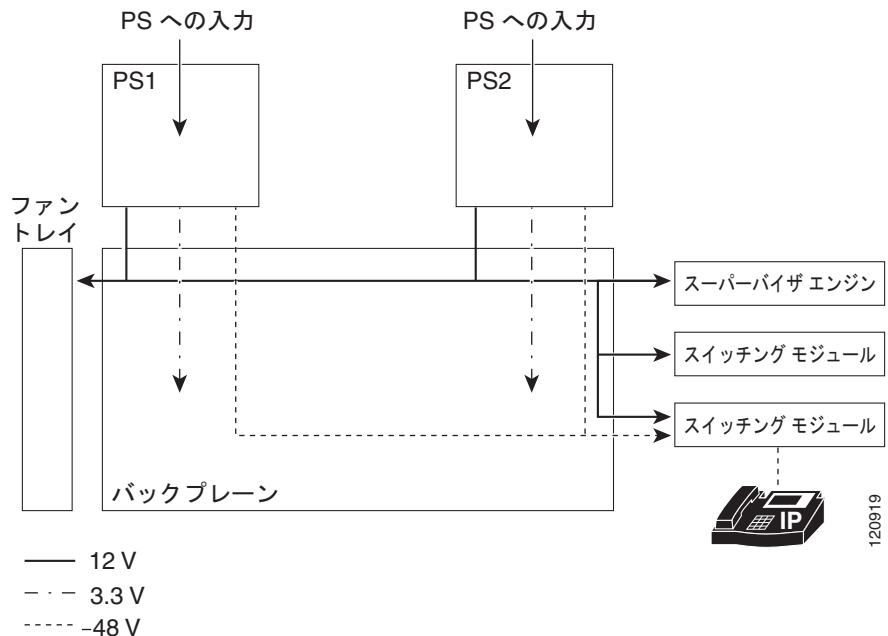 PS への入力
PS への入力
PS1
PS2
ファン
トレイ
スーパーバイザ エンジン
スイッチング モジュール
スイッチング モジュール
バックプレーン
IP
120919
12 V
3.3 V
–48 V